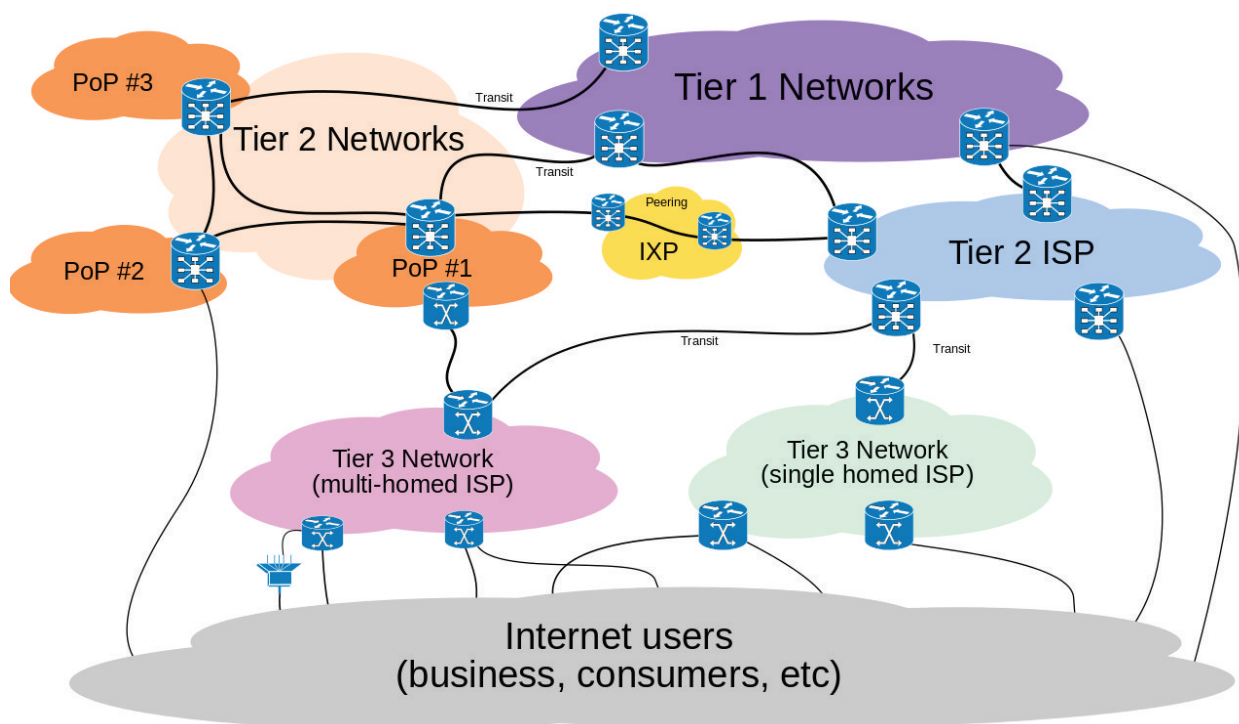 PoP #3
Transit
Tier 1 Networks
Tier 2 Networks
Transit
Peering
IXP
Tier 2 ISP
PoP #2
PoP #1
Transit
Transit
Tier 3 Network
(multi-homed ISP)
Tier 3 Network
(single homed ISP)
Internet users
(business, consumers, etc)